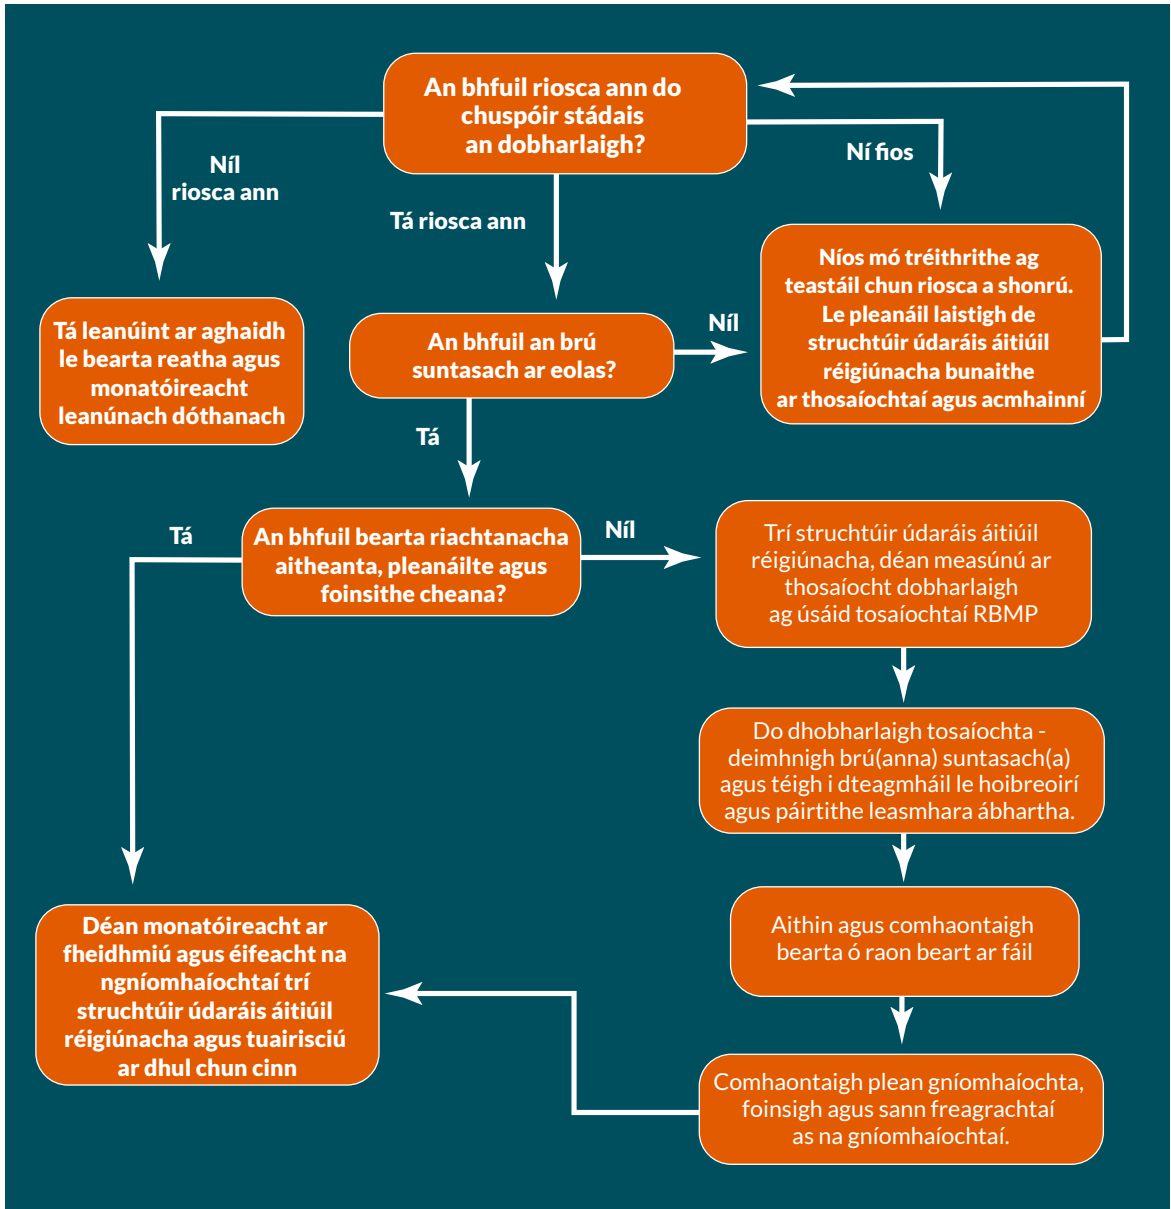 An bhfuil riosca ann do
chuspóir stádais
an dobharlaigh?
Níl
riosca ann
Tá riosca ann
Ní fios
Níos mó tréithrithe ag
teastáil chun riosca a shonrú.
Le pleanáil laistigh de
struchtúir údaráis áitiúil
réigiúnacha bunaithe
ar thosaíochtaí agus acmhainní
Tá leanúint ar aghaidh
le bearta reatha agus
monatóireacht
leanúnach dóthanach
An bhfuil an brú
suntasach ar eolas?
Níl
Tá
An bhfuil bearta riachtanacha
aitheanta, pleanáilte agus
foinsithe cheana?
Tá
Níl
Trí struchtúir údaráis áitiúil
réigiúnacha, déan measúnú ar
thosaíocht dobharlaigh
ag úsáid tosaíochtaí RBMP
Do dhobharlaigh tosaíochta -
deimhnigh brú(anna) suntasach(a)
agus téigh i dteagmháil le hoibreoirí
agus páirtithe leasmhara ábhartha.
Aithin agus comhaontaigh
bearta ó raon beart ar fáil
Comhaontaigh plean gníomhaíochta,
foinsigh agus sann freagrachtaí
as na gníomhaíochtaí.
Déan monatóireacht ar
fheidhmiú agus éifeacht na
ngníomhaíochtaí trí
struchtúir údaráis áitiúil
réigiúnacha agus tuairisciú
ar dhul chun cinn